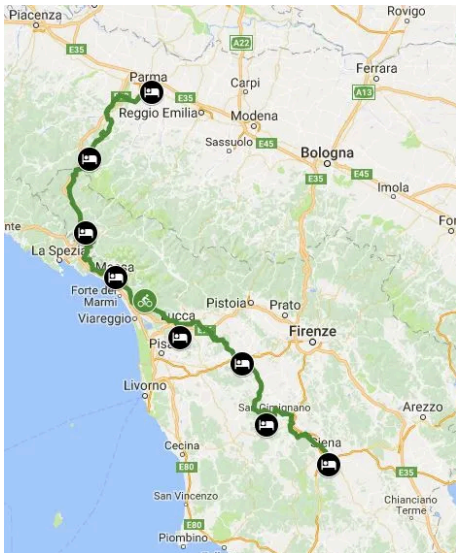 Piacenza
Rovigo
A22
Ferrara
Parma
Carpi
A13
E35
Reggio Emilia
Modena
Sassuolo
E45
Bologna
E35
E45
Imola
La Spezia
Massa
Forte dei
Marmi
Viareggio
Lucca
Pistoia
Prato
Firenze
Livorno
San Gimignano
Arezzo
Siena
Cecina
E80
E35
San Vincenzo
Chianciano
Terme
E80
Piombino